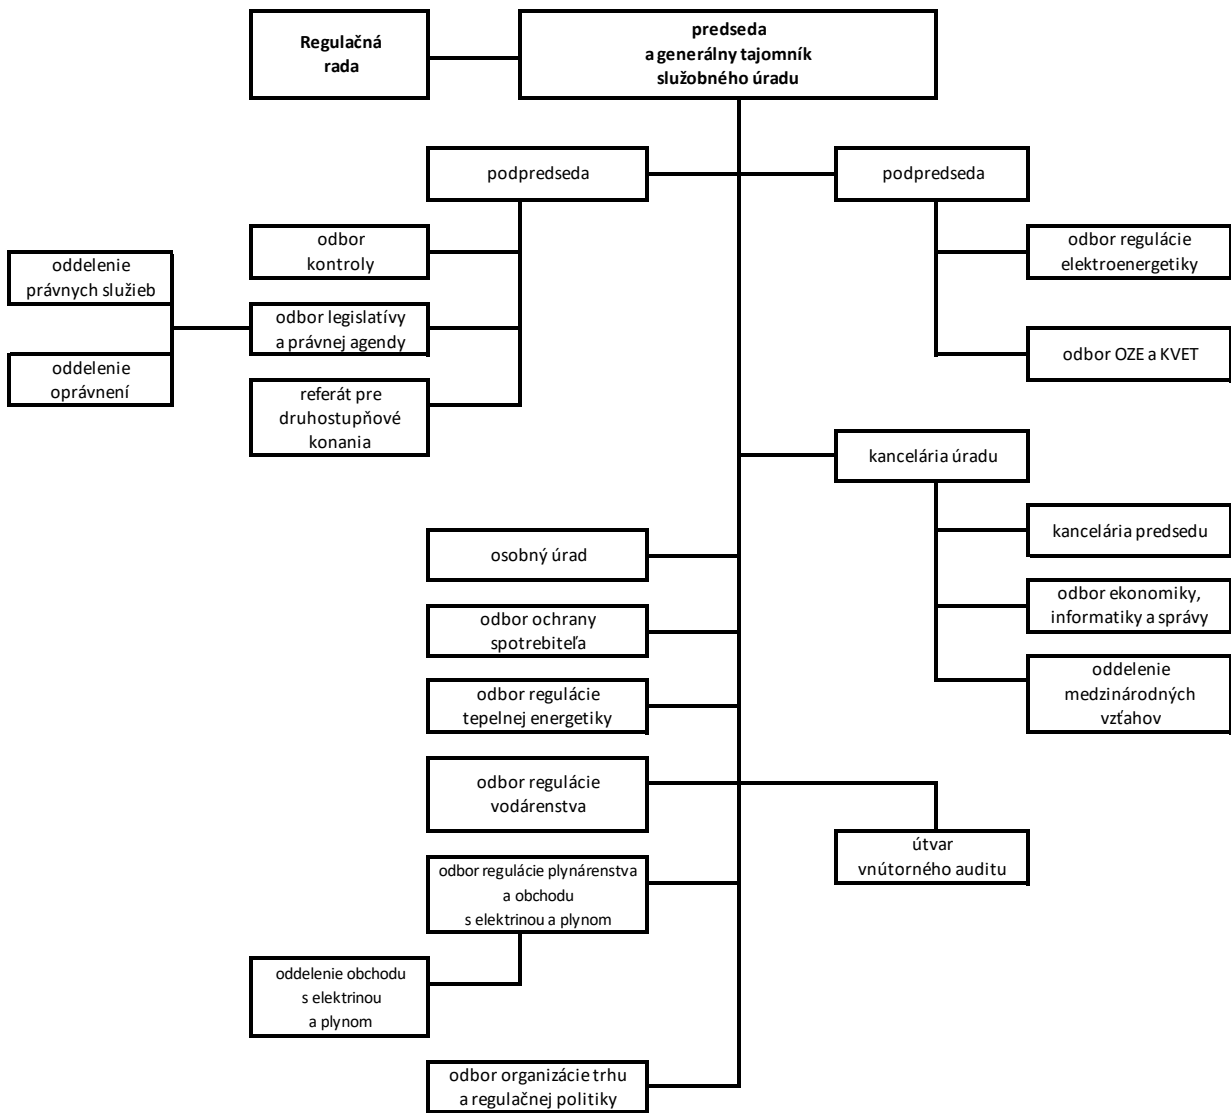 Regulačná
rada
predseda
a generálny tajomník
služobného úradu
podpredseda
podpredseda
odbor
kontroly
odbor regulácie
elektroenergetiky
oddelenie
právnych služieb
odbor legislatívy
a právnej agendy
odbor OZE a KVET
oddelenie
oprávnení
referát pre
druhostupňové
konania
kancelária úradu
kancelária predsedu
osobný úrad
odbor ekonomiky,
informatiky a správy
odbor ochrany
spotrebiteľa
oddelenie
medzinárodných
vzťahov
odbor regulácie
tepelnej energetiky
odbor regulácie
vodárenstva
útvar
vnútorného auditu
odbor regulácie plynárenstva
a obchodu
s elektrinou a plynom
oddelenie obchodu
s elektrinou
a plynom
odbor organizácie trhu
a regulačnej politiky